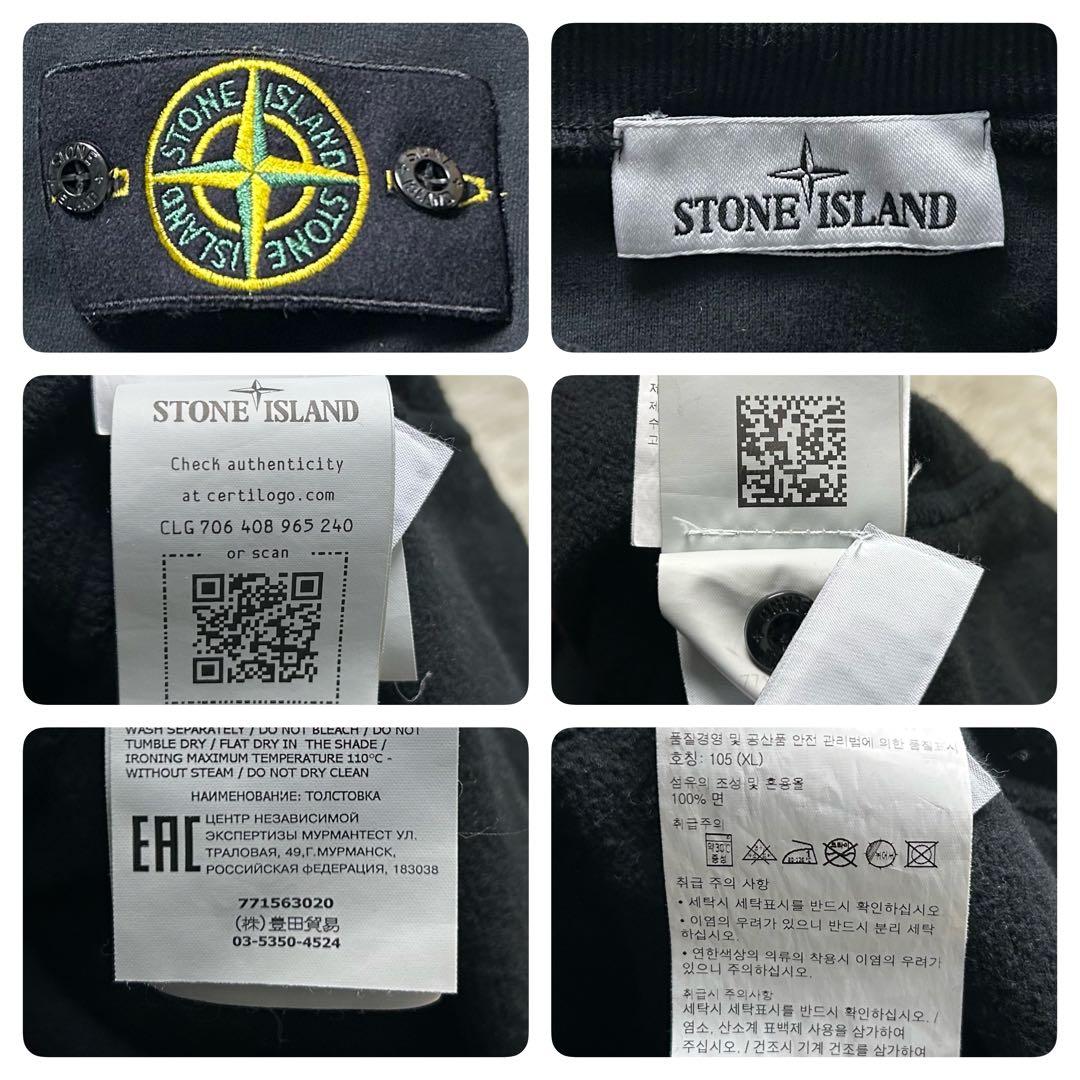 STONE ISLAND STONE ISLAND
STONE ISLAND
STONE ISLAND
Check authenticity
at certilogo.com
CLG 706 408 965 240
or scan
제
제
수
고
WASH SEPARATELY / DO NOT BLEACH / DO NOT
TUMBLE DRY / FLAT DRY IN THE SHADE /
IRONING MAXIMUM TEMPERATURE 110°C -
WITHOUT STEAM / DO NOT DRY CLEAN
НАИМЕНОВАНИЕ: ТОЛСТОВКА
EAC
ЦЕНТР НЕЗАВИСИМОЙ
ЭКСПЕРТИЗЫ МУРМАНТЕСТ УЛ.
ТРАЛОВАЯ, 49,Г.МУРМАНСК,
РОССИЙСКАЯ ФЕДЕРАЦИЯ, 183038
771563020
(株)豊田貿易
03-5350-4524
품질경영 및 공산품 안전 관리법에 의한 품질표시
호칭: 105 (XL)
섬유의 조성 및 혼용율
100% 면
취급주의
약30℃
중성
취급 주의 사항
• 세탁시 세탁표시를 반드시 확인하십시오
• 이염의 우려가 있으니 반드시 분리 세탁
하십시오.
• 연한색상의 의류의 착용시 이염의 우려가
있으니 주의하십시오.
취급시 주의사항
세탁시 세탁표시를 반드시 확인하십시오. /
염소, 산소계 표백제 사용을 삼가하여
주십시오. / 건조시 기계 건조를 삼가하여